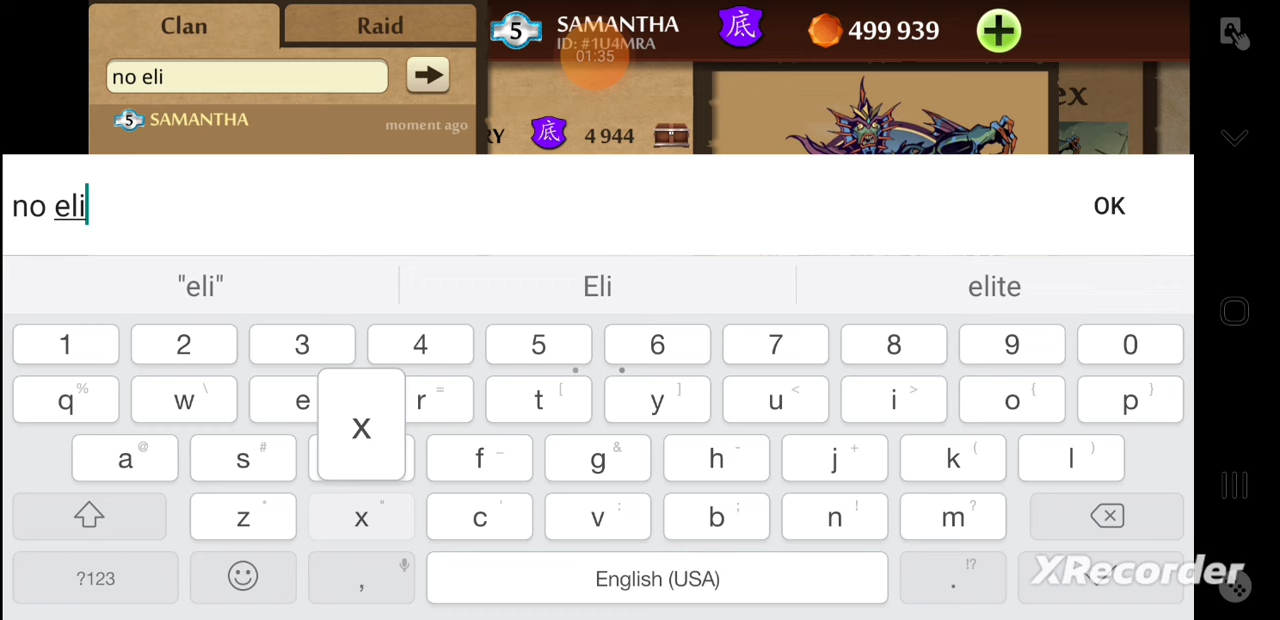 Clan Raid
5 SAMANTHA 底 499 939
ID: #1U4MRA
01:35
no eli
5 SAMANTHA moment ago
RY 底 4 944
ex
no eli OK
"eli" Eli elite
1 2 3 4 5 6 7 8 9 0
q % w \ e r = t [ y ] u < i > o { p }
x
a @ s # f _ g & h - j + k ( l )
z * x " c ' v : b ; n ! m ?
?123 , English (USA) . !?
XRecorder